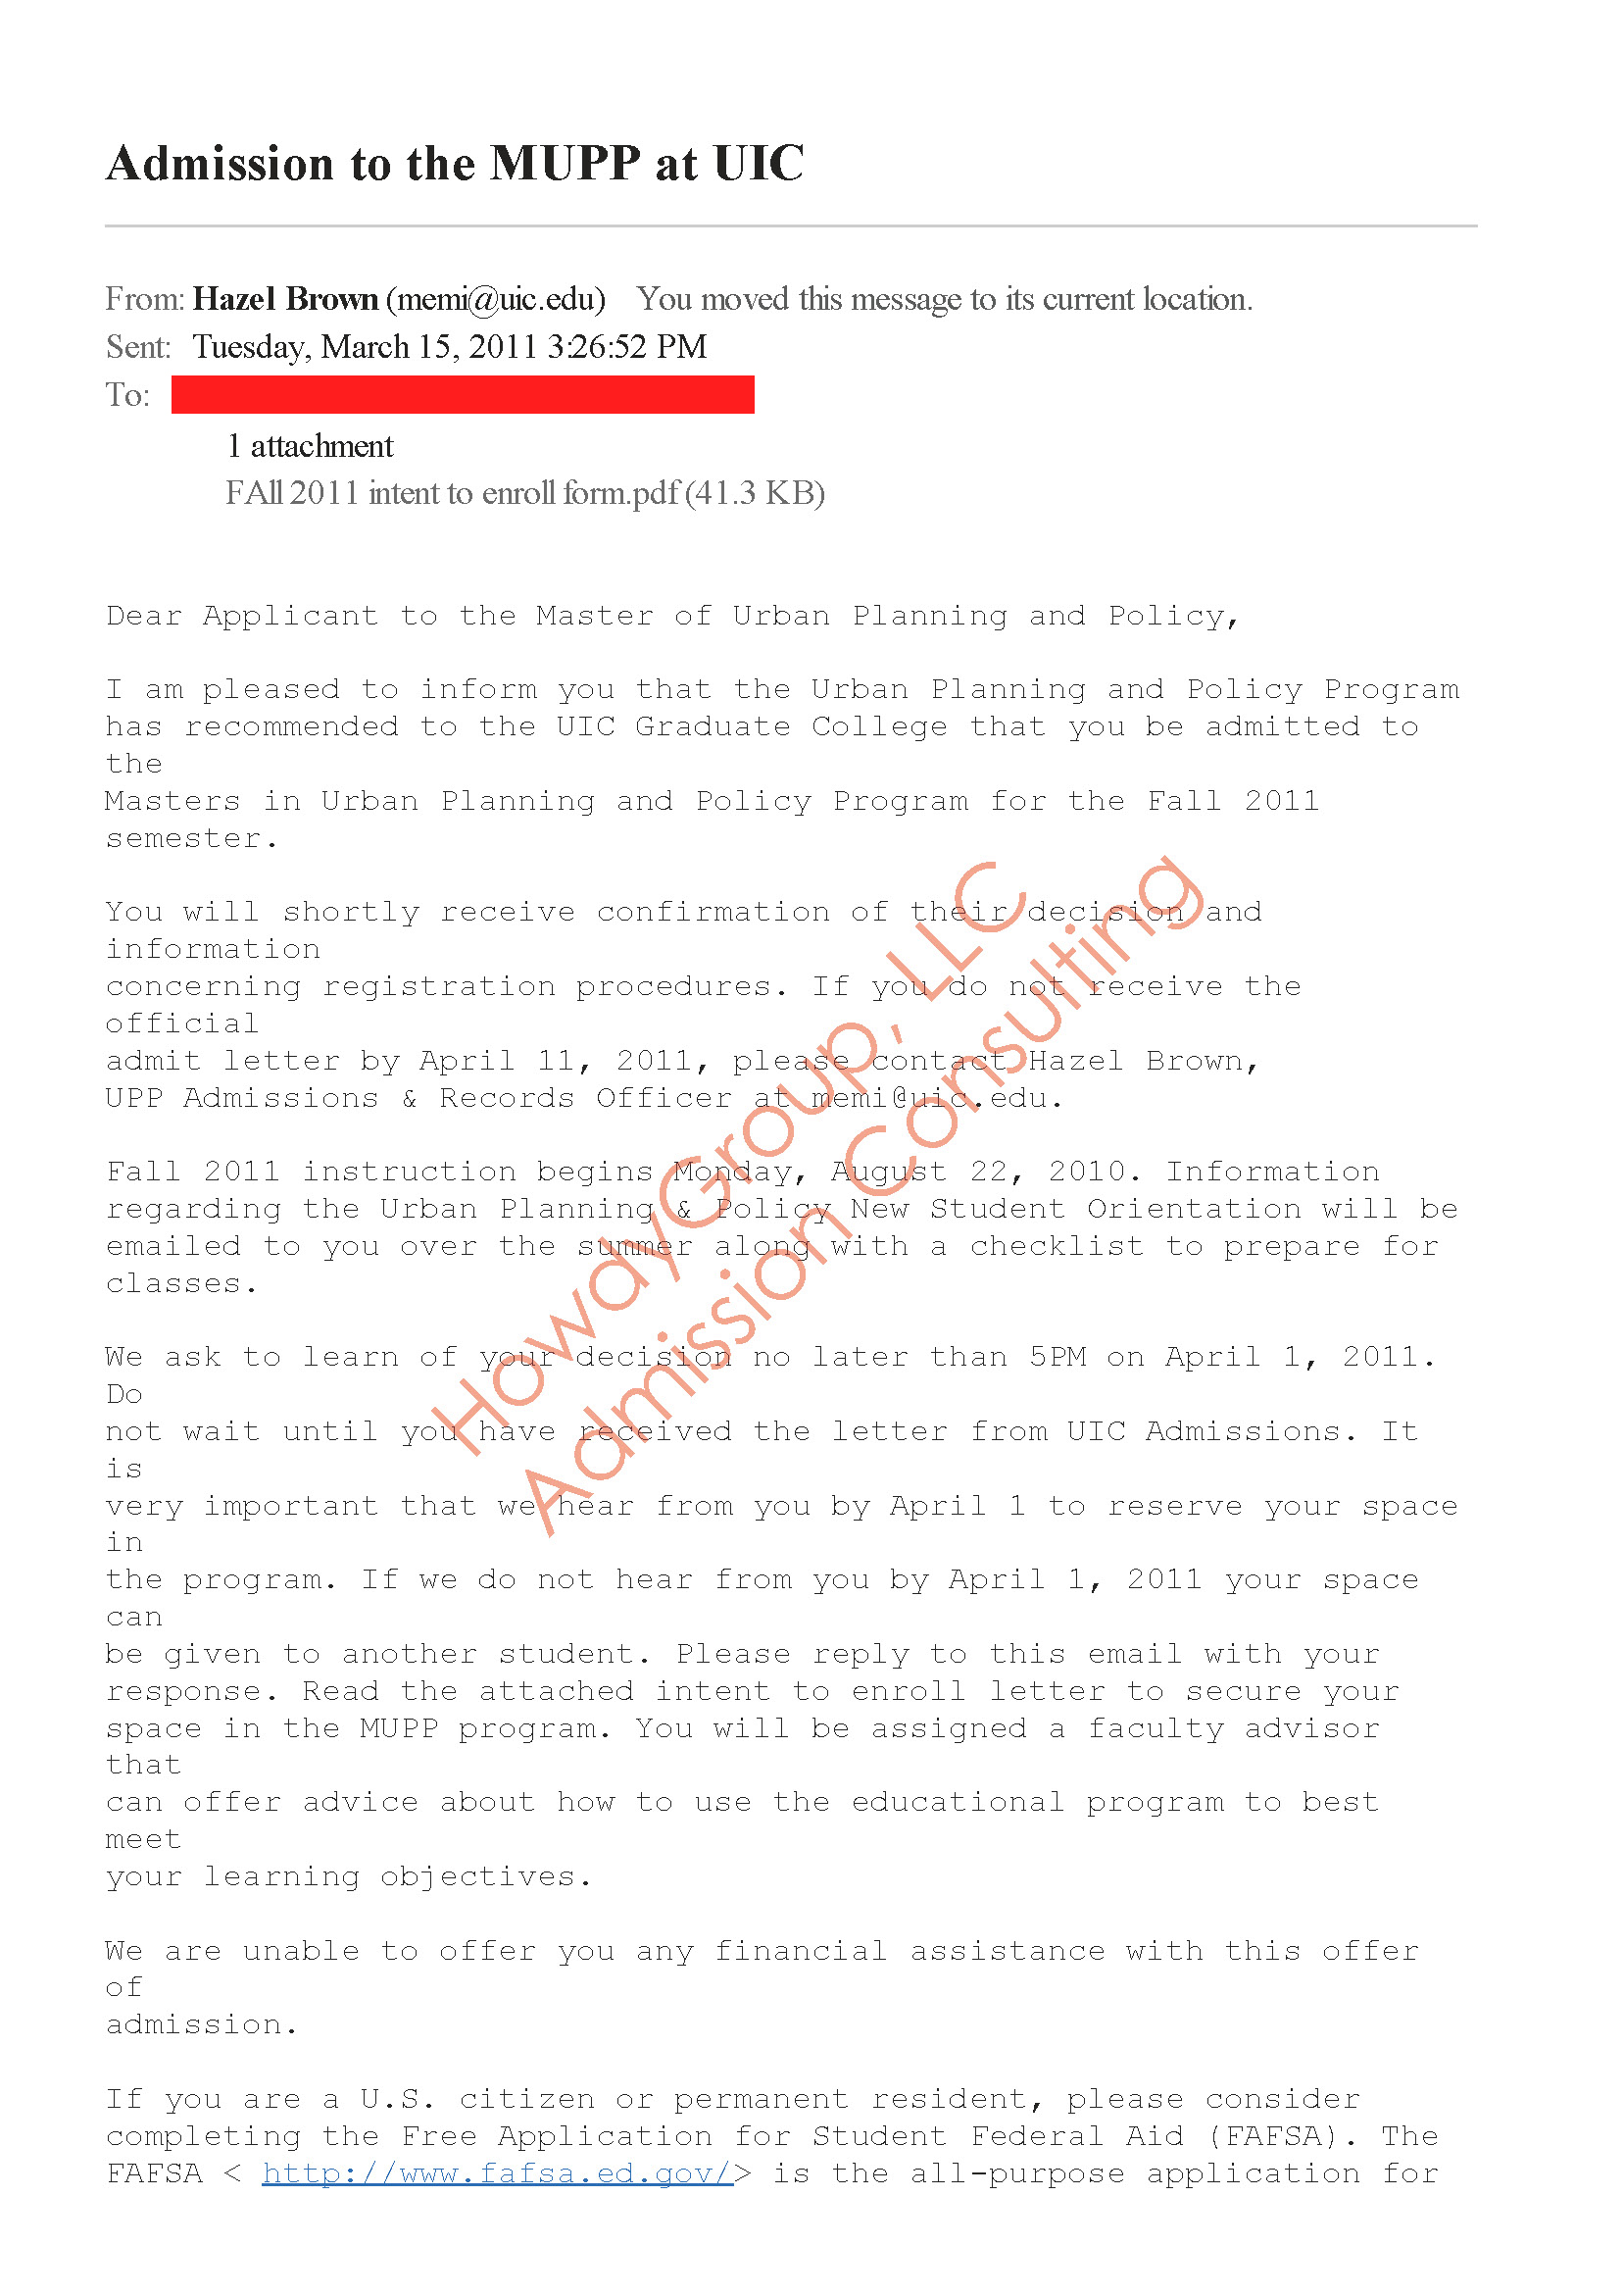 Admission to the MUPP at UIC
From: Hazel Brown (memi@uic.edu) You moved this message to its current location.
Sent: Tuesday, March 15, 2011 3:26:52 PM
To:
1 attachment
FAll 2011 intent to enroll form.pdf (41.3 KB)
Dear Applicant to the Master of Urban Planning and Policy,
I am pleased to inform you that the Urban Planning and Policy Program
has recommended to the UIC Graduate College that you be admitted to
the
Masters in Urban Planning and Policy Program for the Fall 2011
semester.
You will shortly receive confirmation of their decision and
information
concerning registration procedures. If you do not receive the
official
admit letter by April 11, 2011, please contact Hazel Brown,
UPP Admissions & Records Officer at memi@uic.edu.
Fall 2011 instruction begins Monday, August 22, 2010. Information
regarding the Urban Planning & Policy New Student Orientation will be
emailed to you over the summer along with a checklist to prepare for
classes.
We ask to learn of your decision no later than 5PM on April 1, 2011.
Do
not wait until you have received the letter from UIC Admissions. It
is
very important that we hear from you by April 1 to reserve your space
in
the program. If we do not hear from you by April 1, 2011 your space
can
be given to another student. Please reply to this email with your
response. Read the attached intent to enroll letter to secure your
space in the MUPP program. You will be assigned a faculty advisor
that
can offer advice about how to use the educational program to best
meet
your learning objectives.
We are unable to offer you any financial assistance with this offer
of
admission.
If you are a U.S. citizen or permanent resident, please consider
completing the Free Application for Student Federal Aid (FAFSA). The
FAFSA < http://www.fafsa.ed.gov/> is the all-purpose application for
HowdyGroup, LLC
Admission Consulting